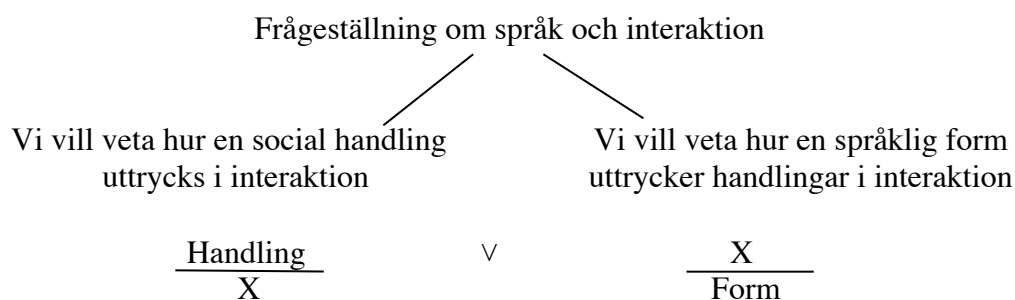 Frågeställning om språk och interaktion
Vi vill veta hur en social handling
uttrycks i interaktion
Vi vill veta hur en språklig form
uttrycker handlingar i interaktion
Handling
X
∨
X
Form